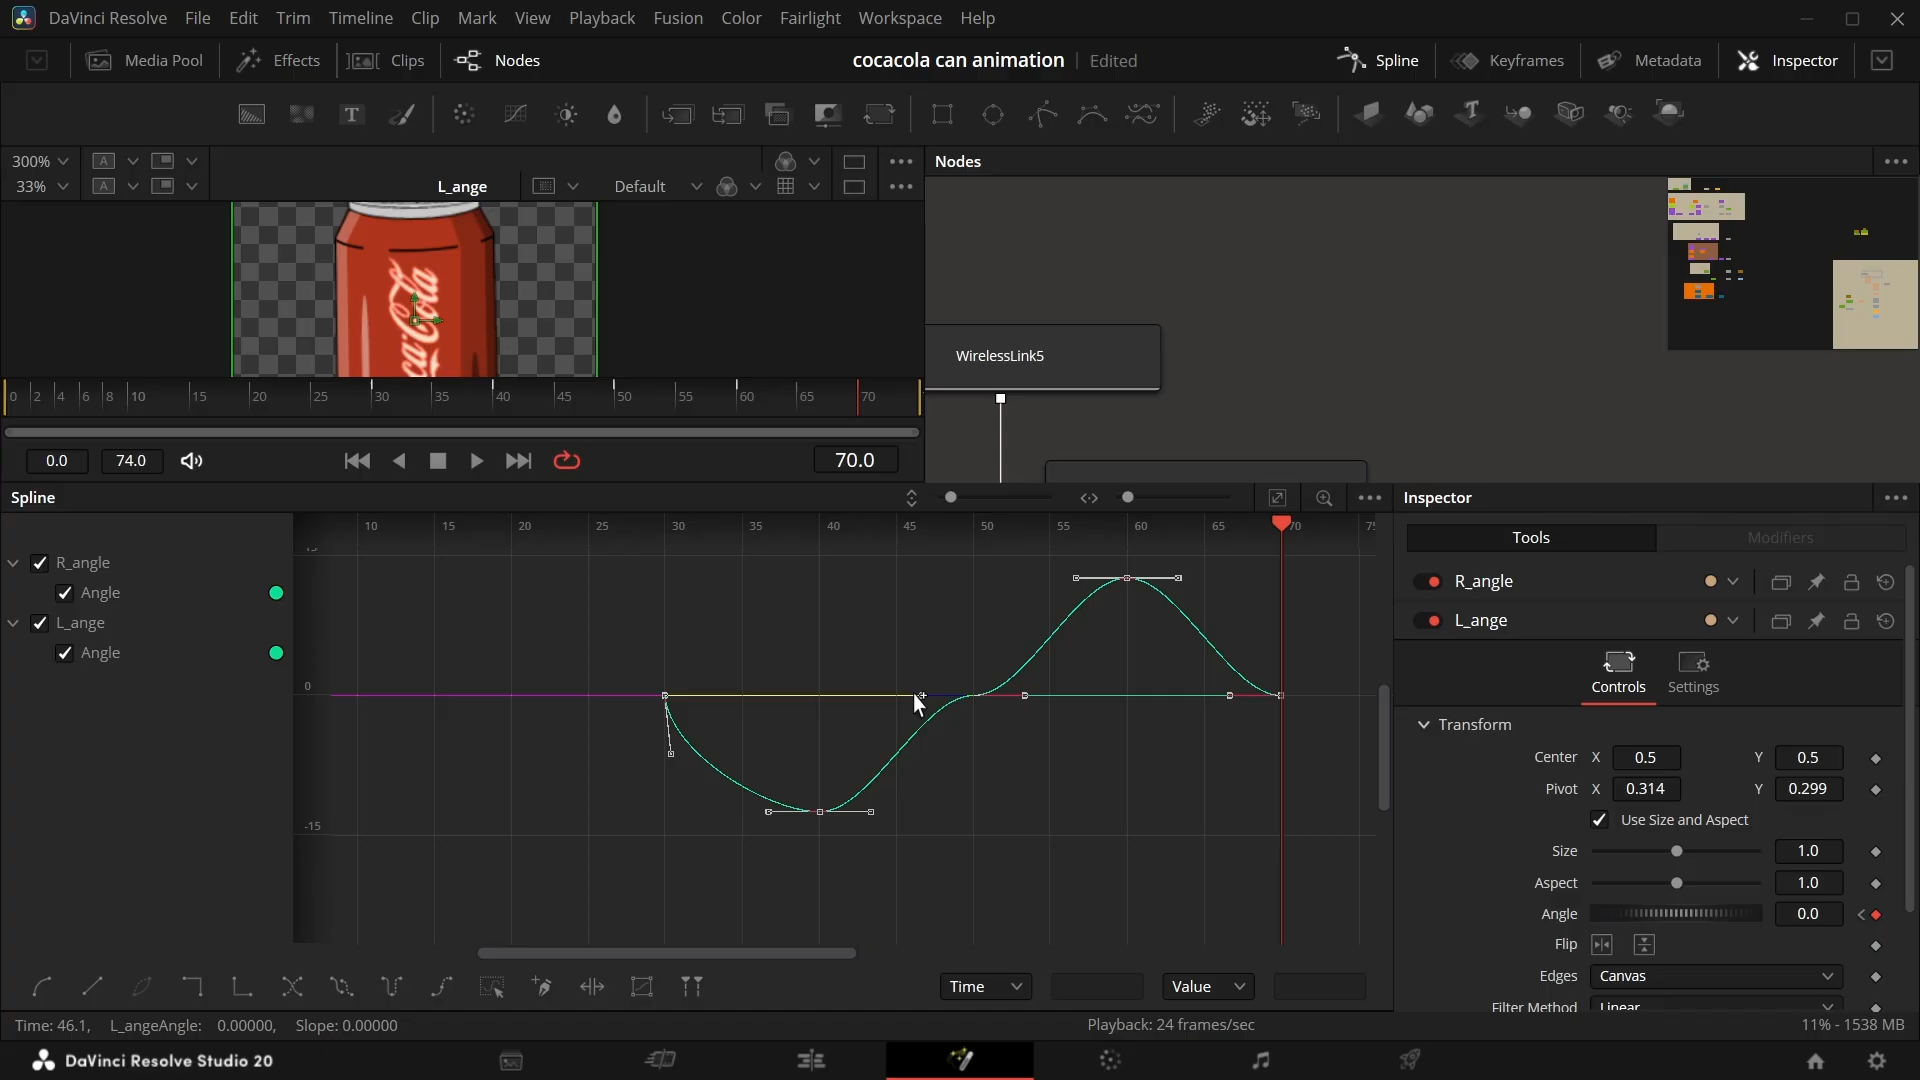 DaVinci Resolve File Edit Trim Timeline Clip Mark View Playback Fusion Color Fairlight Workspace Help
Media Pool Effects Clips Nodes cocacola can animation Edited Spline Keyframes Metadata Inspector
T
300% A
33% A L_ange Default
Nodes
Coca-Cola
WirelessLink5
0 2 4 6 8 10 15 20 25 30 35 40 45 50 55 60 65 70
0.0 74.0 70.0
Spline
Inspector
10 15 20 25 30 35 40 45 50 55 60 65 70
Tools Modifiers
R_angle
Angle
L_ange
Angle
0
-15
R_angle
L_ange
Controls Settings
Transform
Center X 0.5 Y 0.5
Pivot X 0.314 Y 0.299
Use Size and Aspect
Size 1.0
Aspect 1.0
Angle 0.0
Flip
Edges Canvas
Filter Method Linear
Time Value
Time: 46.1, L_angeAngle: 0.00000, Slope: 0.00000
Playback: 24 frames/sec
11% - 1538 MB
DaVinci Resolve Studio 20